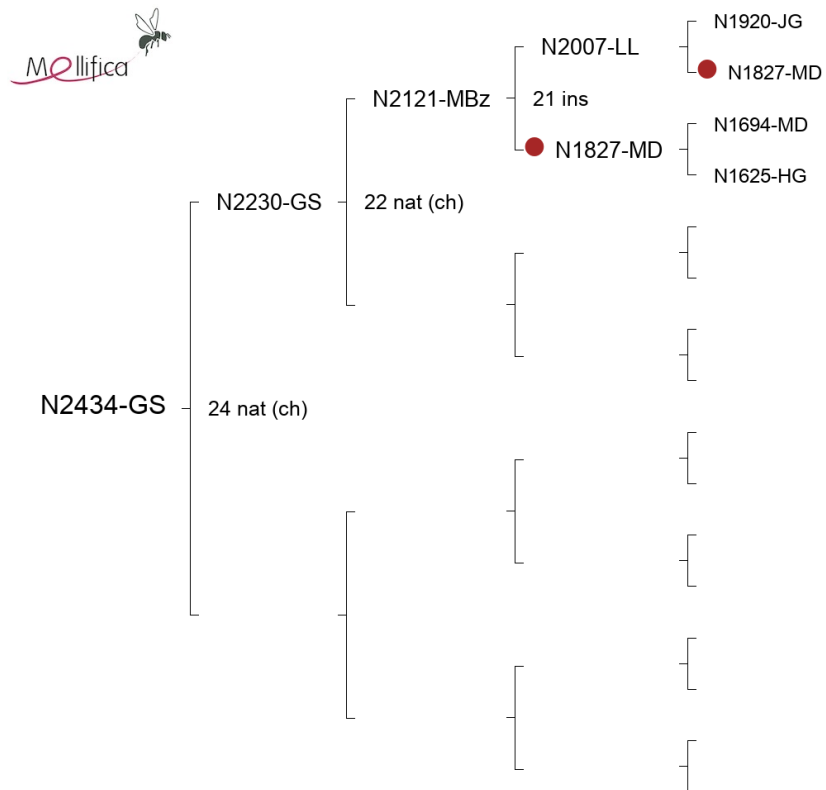 Mellifica
N1920-JG
N2007-LL
N1827-MD
N2121-MBz
21 ins
N1827-MD
N1694-MD
N1625-HG
N2230-GS
22 nat (ch)
N2434-GS
24 nat (ch)